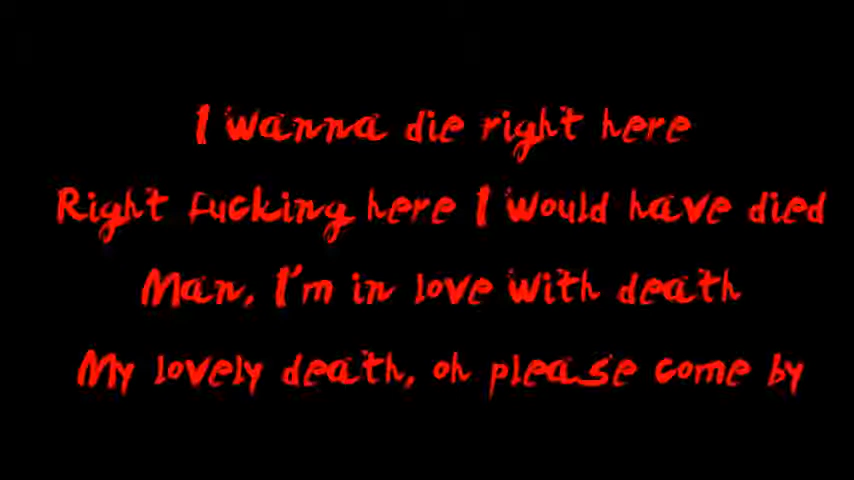 I wanna die right here
Right fucking here I would have died
Man, I'm in love with death
My lovely death, oh please come by